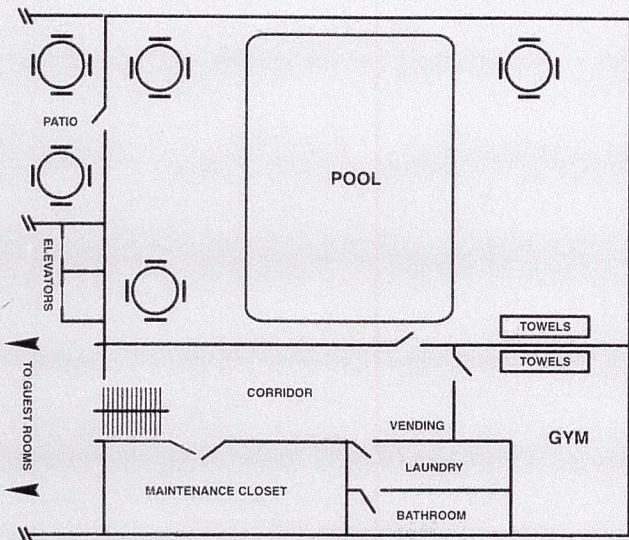 PATIO
POOL
ELEVATORS
TOWELS
TOWELS
TO GUEST ROOMS
CORRIDOR
VENDING
GYM
LAUNDRY
MAINTENANCE CLOSET
BATHROOM